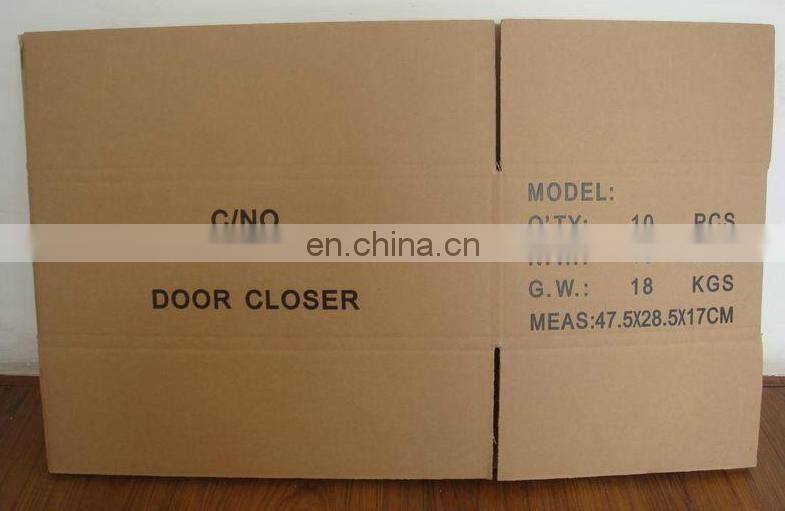 C/NO
DOOR CLOSER
MODEL:
Q'TY: 10 PCS
G.W.: 18 KGS
MEAS:47.5X28.5X17CM
en.china.cn